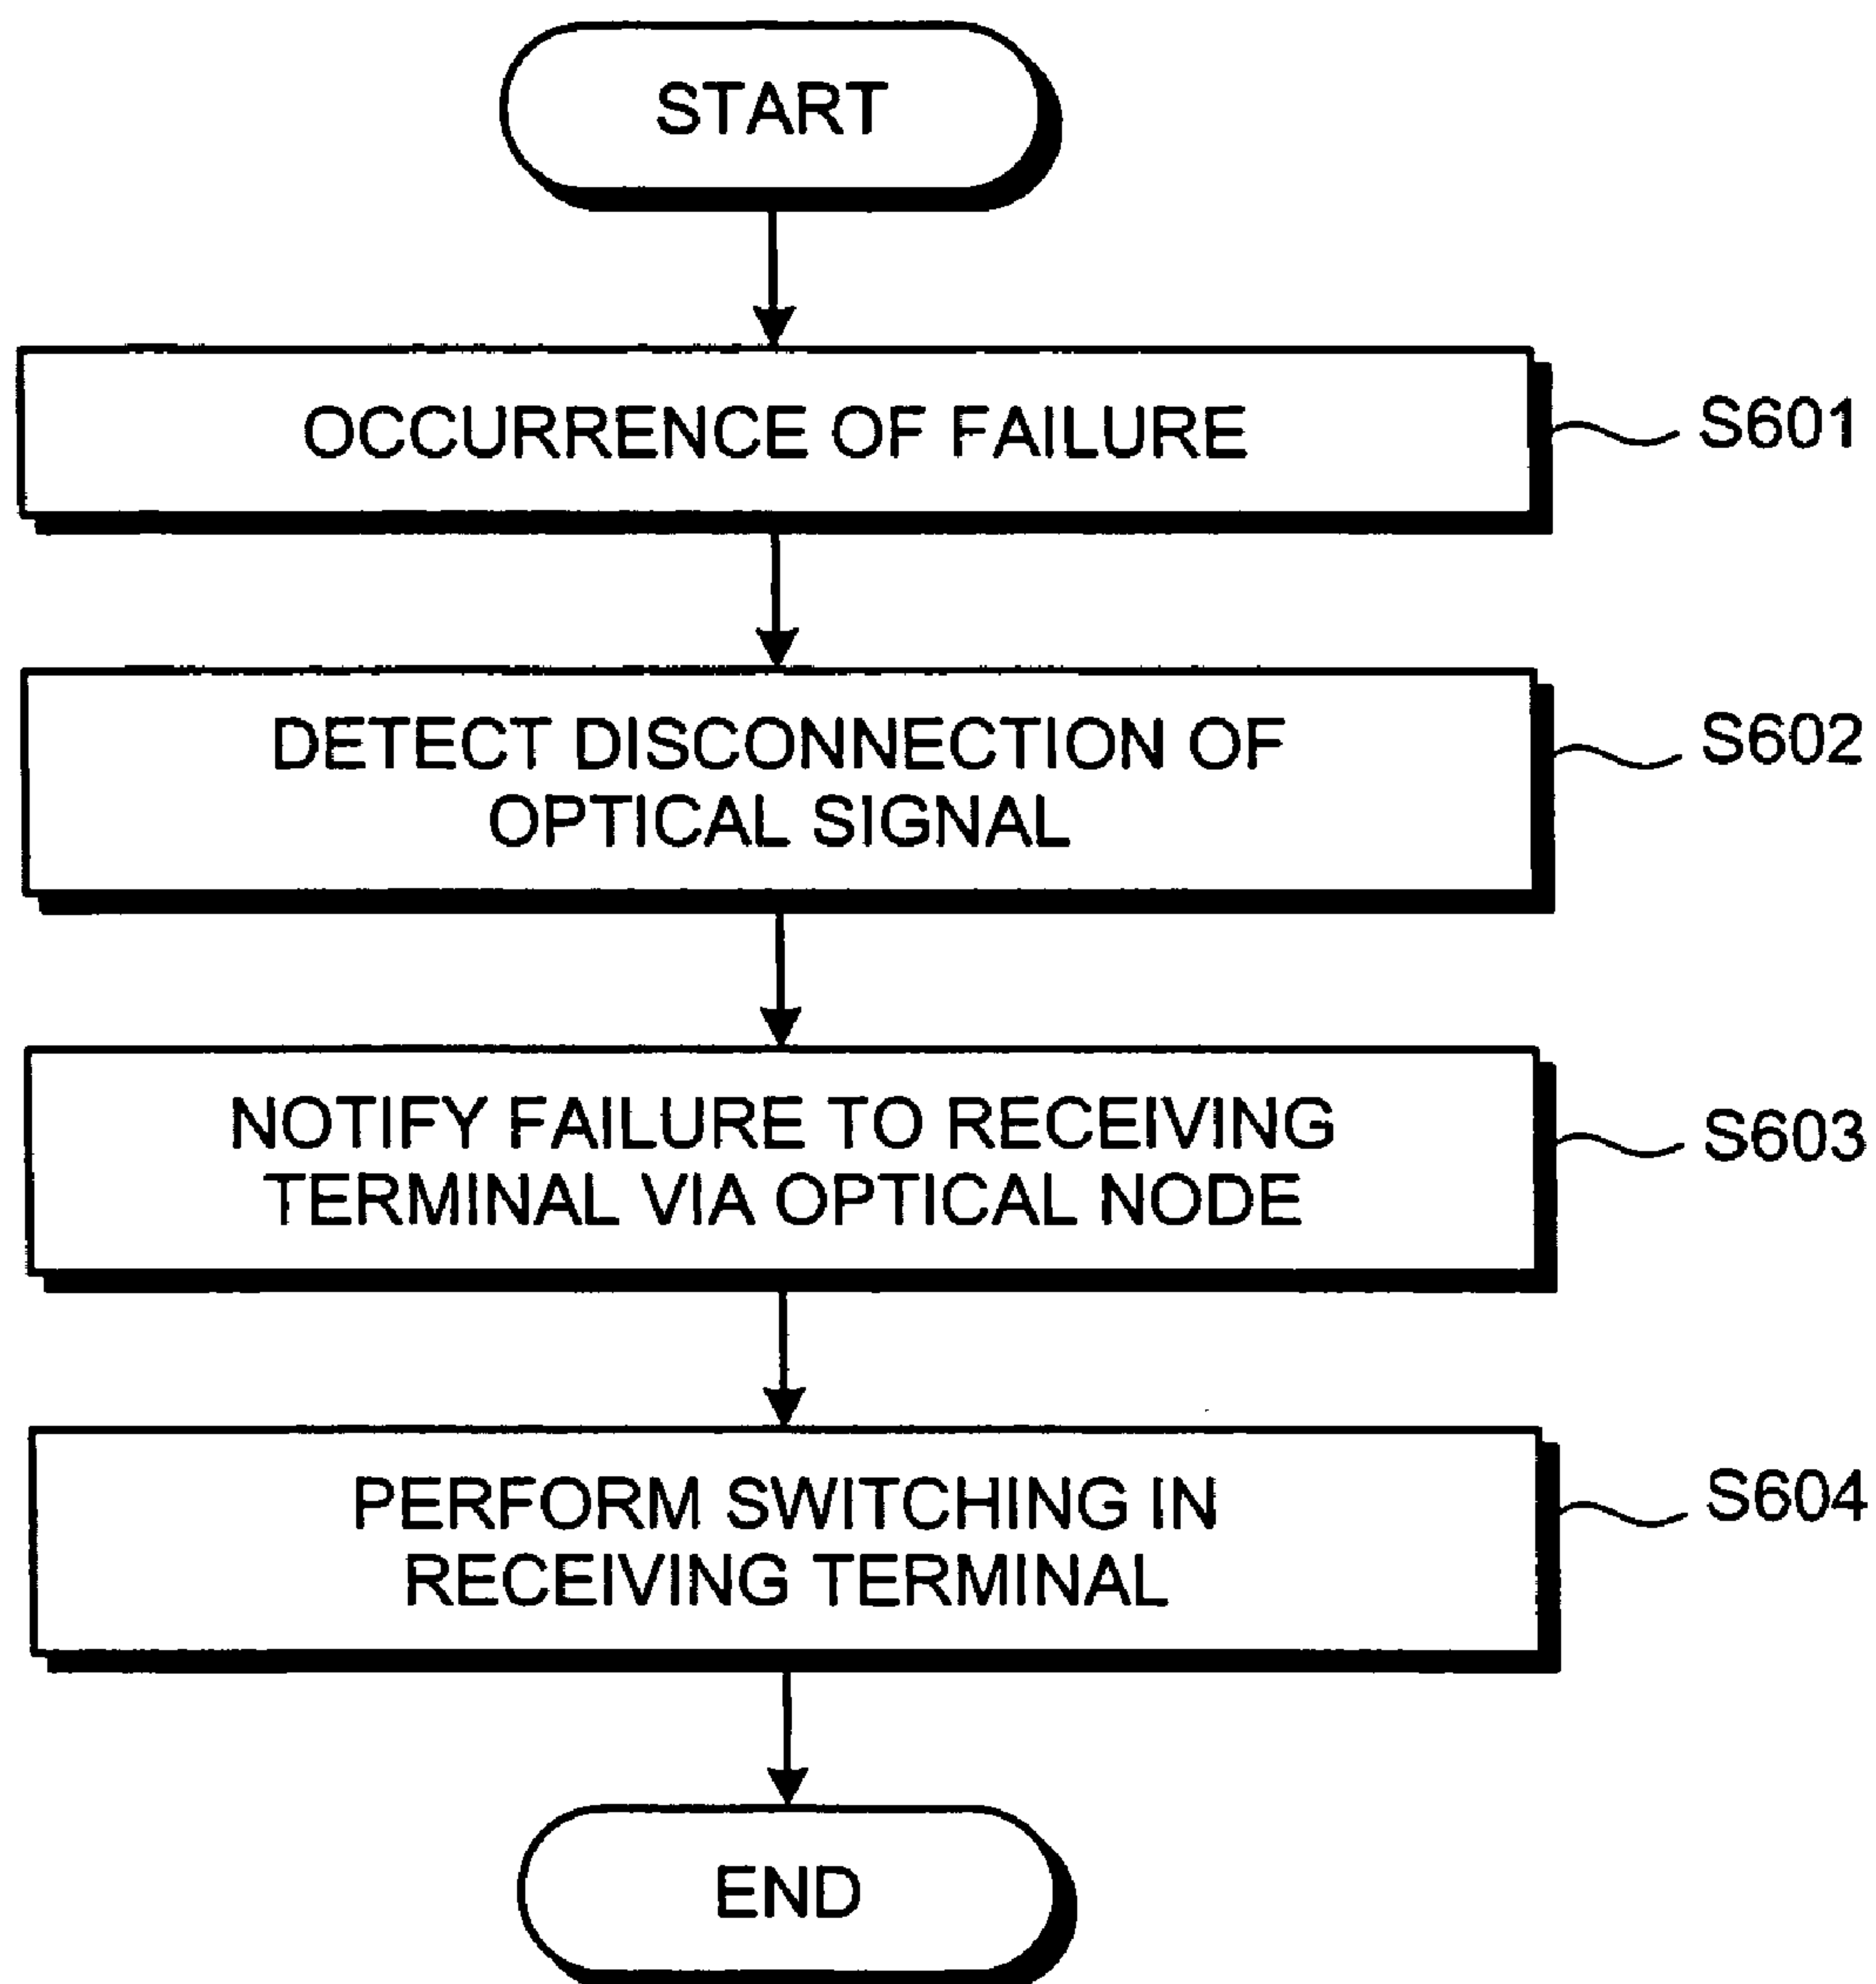 START
OCCURRENCE OF FAILURE
S601
DETECT DISCONNECTION OF
OPTICAL SIGNAL
S602
NOTIFY FAILURE TO RECEIVING
TERMINAL VIA OPTICAL NODE
S603
PERFORM SWITCHING IN
RECEIVING TERMINAL
S604
END